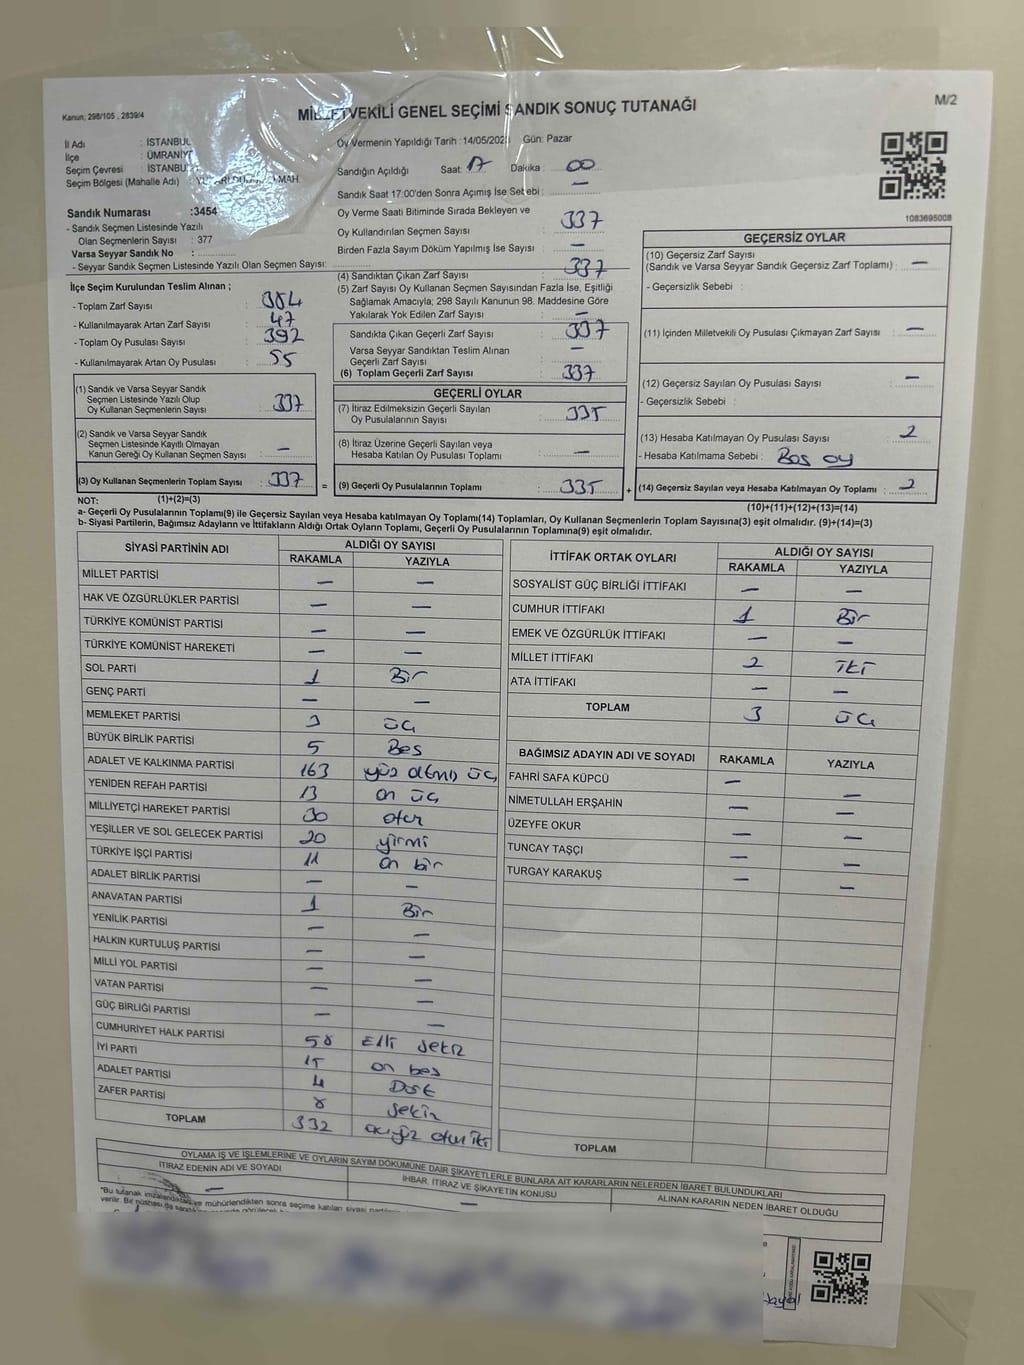 Kanun; 298/105 , 2839/4
MİLLETVEKİLİ GENEL SEÇİMİ SANDIK SONUÇ TUTANAĞI
M/2
İl Adı : İSTANBUL
İlçe : ÜMRANİY
Seçim Çevresi : İSTANBU
Seçim Bölgesi (Mahalle Adı) : MAH.
Sandık Numarası :3454
- Sandık Seçmen Listesinde Yazılı
Olan Seçmenlerin Sayısı : 377
Varsa Seyyar Sandık No :
- Seyyar Sandık Seçmen Listesinde Yazılı Olan Seçmen Sayısı:
İlçe Seçim Kurulundan Teslim Alınan ;
- Toplam Zarf Sayısı : 384
- Kullanılmayarak Artan Zarf Sayısı : 47
- Toplam Oy Pusulası Sayısı : 392
- Kullanılmayarak Artan Oy Pusulası : 55
(1) Sandık ve Varsa Seyyar Sandık
Seçmen Listesinde Yazılı Olup
Oy Kullanan Seçmenlerin Sayısı : 337
(2) Sandık ve Varsa Seyyar Sandık
Seçmen Listesinde Kayıtlı Olmayan
Kanun Gereği Oy Kullanan Seçmen Sayısı : —
(3) Oy Kullanan Seçmenlerin Toplam Sayısı : 337
(1)+(2)=(3)
Oy Vermenin Yapıldığı Tarih : 14/05/202 Gün: Pazar
Sandığın Açıldığı Saat: 17 Dakika : 00
Sandık Saat 17:00'den Sonra Açmış İse Sebebi : —
Oy Verme Saati Bitiminde Sırada Bekleyen ve
Oy Kullandırılan Seçmen Sayısı : 337
Birden Fazla Sayım Döküm Yapılmış İse Sayısı : —
(4) Sandıktan Çıkan Zarf Sayısı : 337
(5) Zarf Sayısı Oy Kullanan Seçmen Sayısından Fazla İse, Eşitliği
Sağlamak Amacıyla; 298 Sayılı Kanunun 98. Maddesine Göre
Yakılarak Yok Edilen Zarf Sayısı : —
Sandıkta Çıkan Geçerli Zarf Sayısı : 337
Varsa Seyyar Sandıktan Teslim Alınan
Geçerli Zarf Sayısı : —
(6) Toplam Geçerli Zarf Sayısı : 337
GEÇERLİ OYLAR
(7) İtiraz Edilmeksizin Geçerli Sayılan
Oy Pusulalarının Sayısı : 335
(8) İtiraz Üzerine Geçerli Sayılan veya
Hesaba Katılan Oy Pusulası Toplamı : —
= (9) Geçerli Oy Pusulalarının Toplamı : 335
1083695008
GEÇERSİZ OYLAR
(10) Geçersiz Zarf Sayısı
(Sandık ve Varsa Seyyar Sandık Geçersiz Zarf Toplamı) : —
- Geçersizlik Sebebi :
(11) İçinden Milletvekili Oy Pusulası Çıkmayan Zarf Sayısı : —
(12) Geçersiz Sayılan Oy Pusulası Sayısı : —
- Geçersizlik Sebebi :
(13) Hesaba Katılmayan Oy Pusulası Sayısı : 2
- Hesaba Katılmama Sebebi : Boş oy
+ (14) Geçersiz Sayılan veya Hesaba Katılmayan Oy Toplamı : 2
(10)+(11)+(12)+(13)=(14)
NOT:
a- Geçerli Oy Pusulalarının Toplamı(9) ile Geçersiz Sayılan veya Hesaba Katılmayan Oy Toplamı(14) Toplamları, Oy Kullanan Seçmenlerin Toplam Sayısına(3) eşit olmalıdır. (9)+(14)=(3)
b- Siyasi Partilerin, Bağımsız Adayların ve İttifakların Aldığı Ortak Oyların Toplamı, Geçerli Oy Pusulalarının Toplamına(9) eşit olmalıdır.
SİYASİ PARTİNİN ADI ALDIĞI OY SAYISI
RAKAMLA YAZIYLA
MİLLET PARTİSİ — —
HAK VE ÖZGÜRLÜKLER PARTİSİ — —
TÜRKİYE KOMÜNİST PARTİSİ — —
TÜRKİYE KOMÜNİST HAREKETİ — —
SOL PARTİ 1 Bir
GENÇ PARTİ — —
MEMLEKET PARTİSİ 3 üç
BÜYÜK BİRLİK PARTİSİ 5 Beş
ADALET VE KALKINMA PARTİSİ 163 yüz altmış üç
YENİDEN REFAH PARTİSİ 13 on üç
MİLLİYETÇİ HAREKET PARTİSİ 30 otuz
YEŞİLLER VE SOL GELECEK PARTİSİ 20 yirmi
TÜRKİYE İŞÇİ PARTİSİ 11 on bir
ADALET BİRLİK PARTİSİ — —
ANAVATAN PARTİSİ 1 Bir
YENİLİK PARTİSİ — —
HALKIN KURTULUŞ PARTİSİ — —
MİLLİ YOL PARTİSİ —
VATAN PARTİSİ — —
GÜÇ BİRLİĞİ PARTİSİ — —
CUMHURİYET HALK PARTİSİ 58 Elli sekiz
İYİ PARTİ 15 on beş
ADALET PARTİSİ 4 Dört
ZAFER PARTİSİ 8 Sekiz
TOPLAM 332 üçyüz otuz iki
İTTİFAK ORTAK OYLARI ALDIĞI OY SAYISI
RAKAMLA YAZIYLA
SOSYALİST GÜÇ BİRLİĞİ İTTİFAKI — —
CUMHUR İTTİFAKI 1 Bir
EMEK VE ÖZGÜRLÜK İTTİFAKI — —
MİLLET İTTİFAKI 2 İKİ
ATA İTTİFAKI — —
TOPLAM 3 üç
BAĞIMSIZ ADAYIN ADI VE SOYADI RAKAMLA YAZIYLA
FAHRİ SAFA KÜPCÜ — —
NİMETULLAH ERŞAHİN — —
ÜZEYFE OKUR — —
TUNCAY TAŞÇI — —
TURGAY KARAKUŞ — —
TOPLAM
OYLAMA İŞ VE İŞLEMLERİNE VE OYLARIN SAYIM DÖKÜMÜNE DAİR ŞİKAYETLERLE BUNLARA AİT KARARLARIN NELERDEN İBARET BULUNDUKLARI
İTİRAZ EDENİN ADI VE SOYADI İHBAR, İTİRAZ VE ŞİKAYETİN KONUSU ALINAN KARARIN NEDEN İBARET OLDUĞU
— —
"Bu tutanak imzalandıktan ve mühürlendikten sonra seçime katılan siyasi
verilir. Bir nüshası da